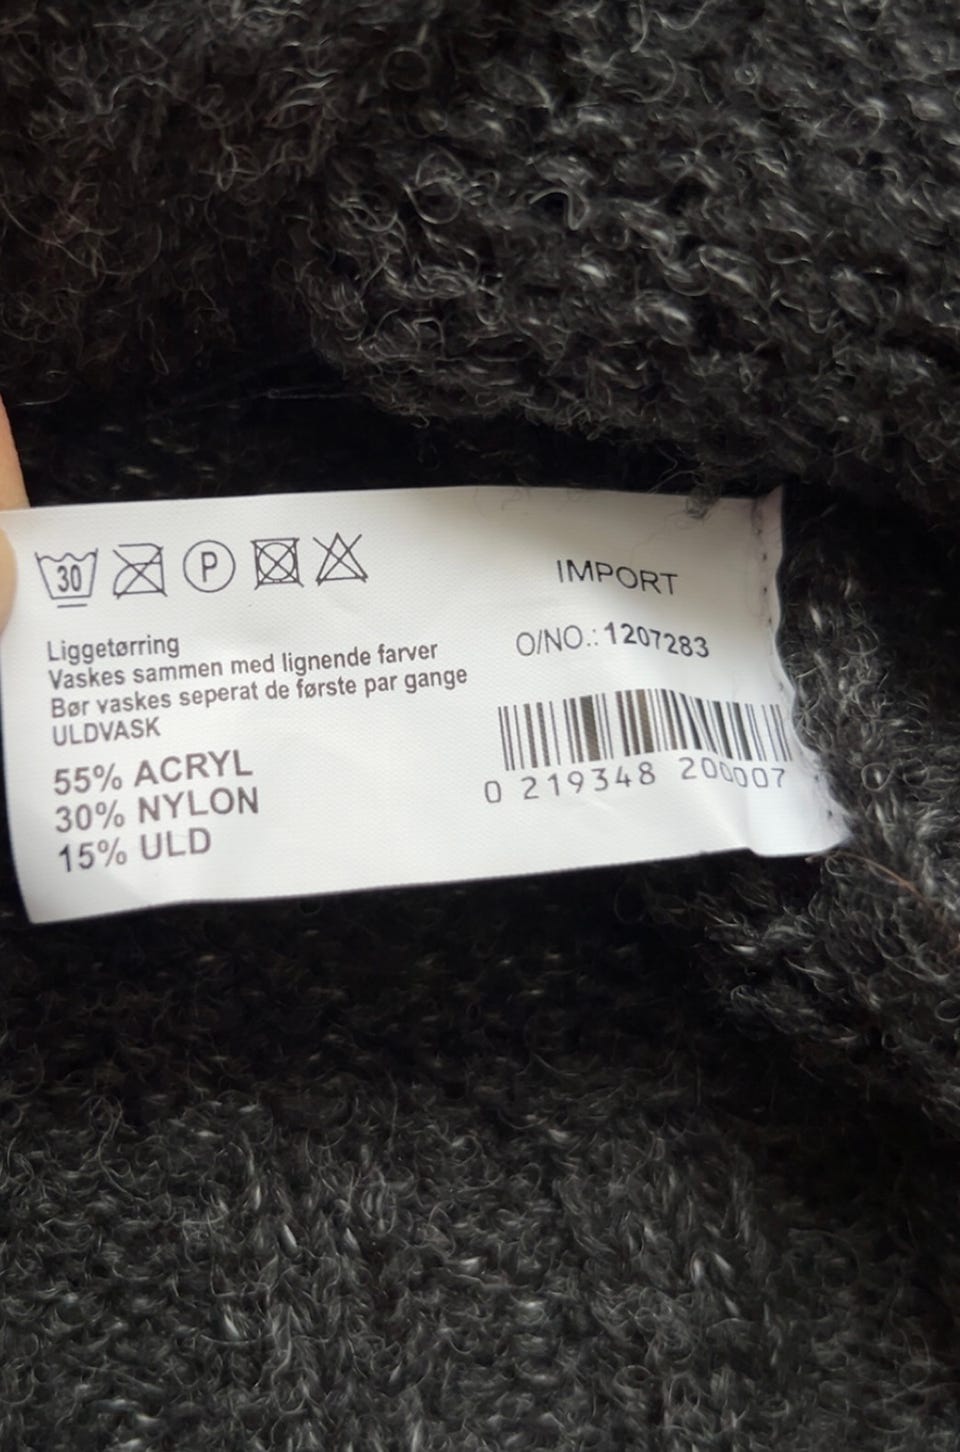 30
P
Liggetørring
Vaskes sammen med lignende farver
Bør vaskes seperat de første par gange
ULDVASK
55% ACRYL
30% NYLON
15% ULD
IMPORT
O/NO.: 1207283
0 219348 200007